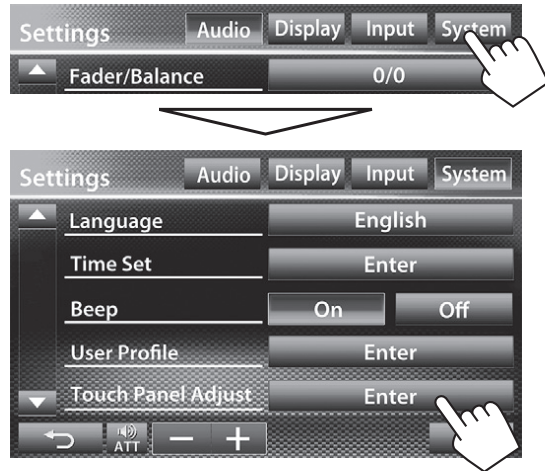 Settings Audio Display Input System
Fader/Balance 0/0
Settings Audio Display Input System
Language English
Time Set Enter
Beep On Off
User Profile Enter
Touch Panel Adjust Enter
ATT − +